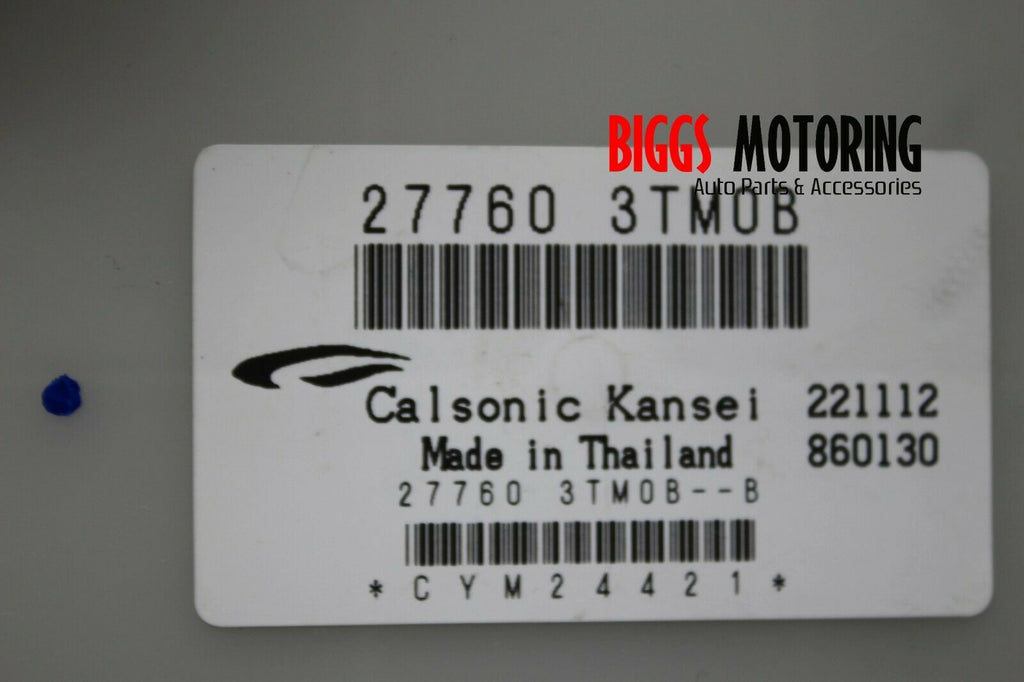 BIGGS MOTORING
Auto Parts & Accessories
27760 3TM0B
Calsonic Kansei 221112
Made in Thailand 860130
27760 3TM0B--B
*CYM24421*